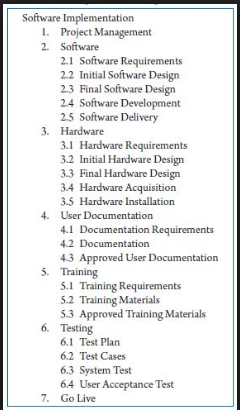 Software Implementation
1. Project Management
2. Software
2.1 Software Requirements
2.2 Initial Software Design
2.3 Final Software Design
2.4 Software Development
2.5 Software Delivery
3. Hardware
3.1 Hardware Requirements
3.2 Initial Hardware Design
3.3 Final Hardware Design
3.4 Hardware Acquisition
3.5 Hardware Installation
4. User Documentation
4.1 Documentation Requirements
4.2 Documentation
4.3 Approved User Documentation
5. Training
5.1 Training Requirements
5.2 Training Materials
5.3 Approved Training Materials
6. Testing
6.1 Test Plan
6.2 Test Cases
6.3 System Test
6.4 User Acceptance Test
7. Go Live